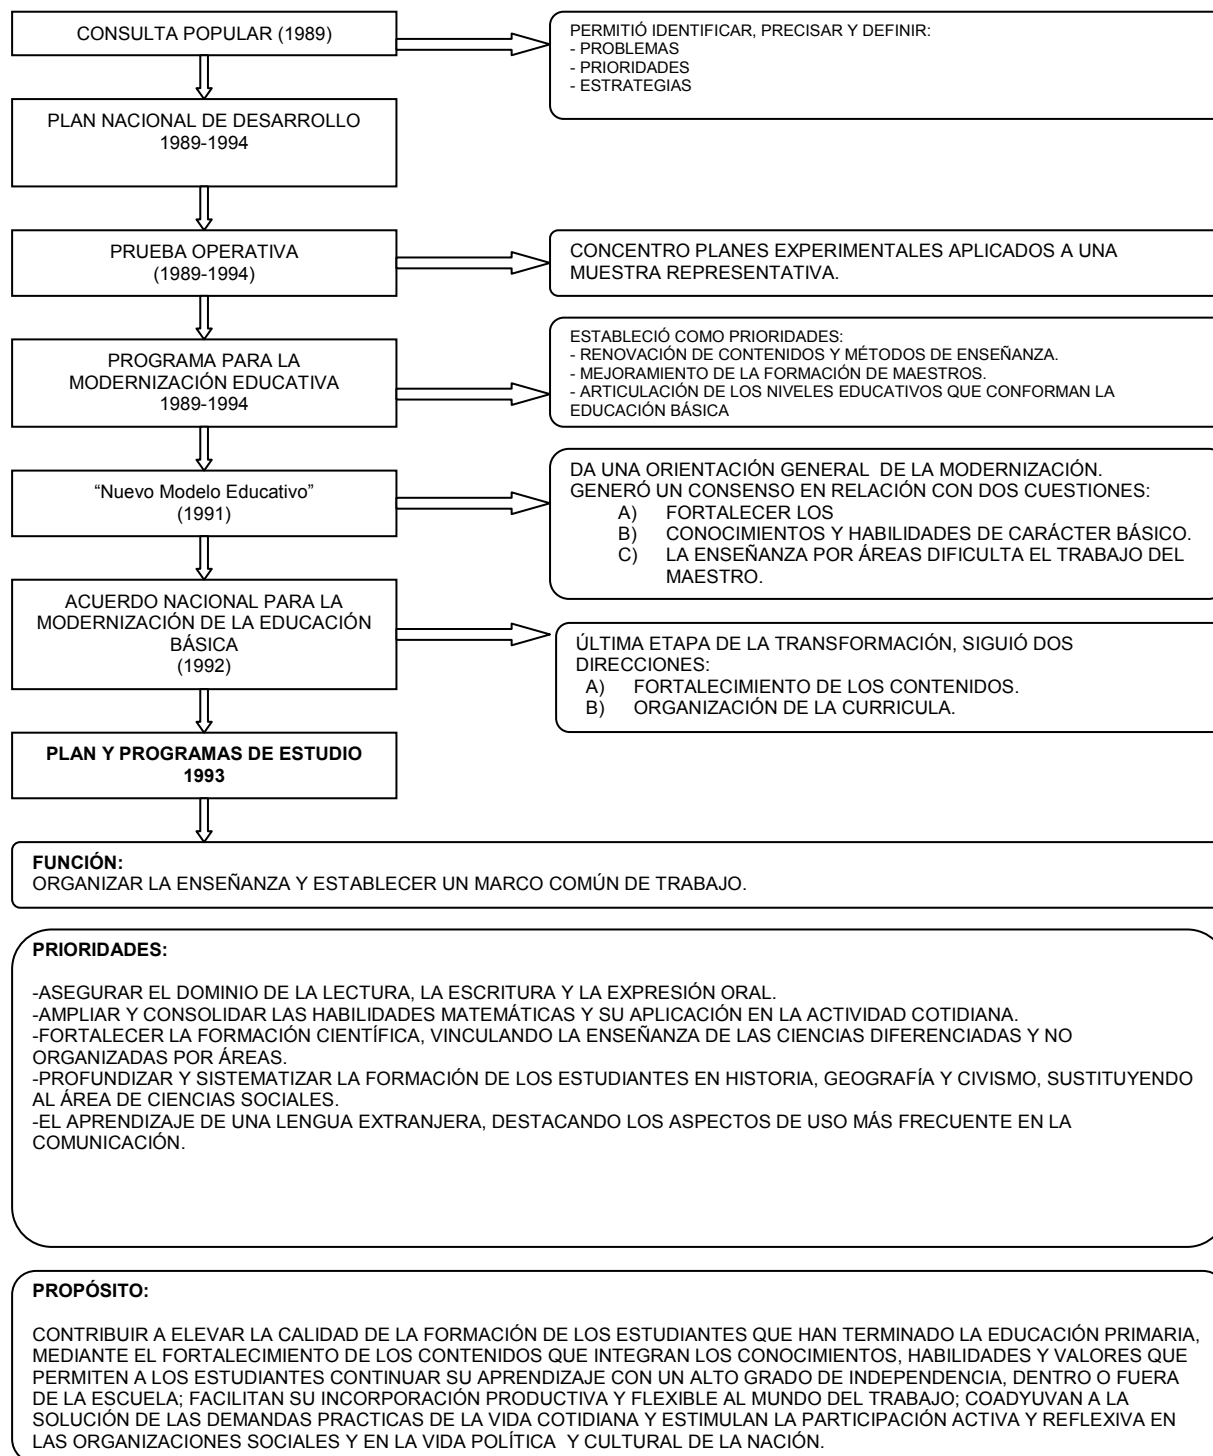 CONSULTA POPULAR (1989)
PERMITIÓ IDENTIFICAR, PRECISAR Y DEFINIR:
- PROBLEMAS
- PRIORIDADES
- ESTRATEGIAS
PLAN NACIONAL DE DESARROLLO
1989-1994
PRUEBA OPERATIVA
(1989-1994)
CONCENTRO PLANES EXPERIMENTALES APLICADOS A UNA
MUESTRA REPRESENTATIVA.
PROGRAMA PARA LA
MODERNIZACIÓN EDUCATIVA
1989-1994
ESTABLECIÓ COMO PRIORIDADES:
- RENOVACIÓN DE CONTENIDOS Y MÉTODOS DE ENSEÑANZA.
- MEJORAMIENTO DE LA FORMACIÓN DE MAESTROS.
- ARTICULACIÓN DE LOS NIVELES EDUCATIVOS QUE CONFORMAN LA
EDUCACIÓN BÁSICA
“Nuevo Modelo Educativo”
(1991)
DA UNA ORIENTACIÓN GENERAL  DE LA MODERNIZACIÓN.
GENERÓ UN CONSENSO EN RELACIÓN CON DOS CUESTIONES:
A) FORTALECER LOS
B) CONOCIMIENTOS Y HABILIDADES DE CARÁCTER BÁSICO.
C) LA ENSEÑANZA POR ÁREAS DIFICULTA EL TRABAJO DEL
MAESTRO.
ACUERDO NACIONAL PARA LA
MODERNIZACIÓN DE LA EDUCACIÓN
BÁSICA
(1992)
ÚLTIMA ETAPA DE LA TRANSFORMACIÓN, SIGUIÓ DOS
DIRECCIONES:
A) FORTALECIMIENTO DE LOS CONTENIDOS.
B) ORGANIZACIÓN DE LA CURRICULA.
PLAN Y PROGRAMAS DE ESTUDIO
1993
FUNCIÓN:
ORGANIZAR LA ENSEÑANZA Y ESTABLECER UN MARCO COMÚN DE TRABAJO.
PRIORIDADES:
-ASEGURAR EL DOMINIO DE LA LECTURA, LA ESCRITURA Y LA EXPRESIÓN ORAL.
-AMPLIAR Y CONSOLIDAR LAS HABILIDADES MATEMÁTICAS Y SU APLICACIÓN EN LA ACTIVIDAD COTIDIANA.
-FORTALECER LA FORMACIÓN CIENTÍFICA, VINCULANDO LA ENSEÑANZA DE LAS CIENCIAS DIFERENCIADAS Y NO
ORGANIZADAS POR ÁREAS.
-PROFUNDIZAR Y SISTEMATIZAR LA FORMACIÓN DE LOS ESTUDIANTES EN HISTORIA, GEOGRAFÍA Y CIVISMO, SUSTITUYENDO
AL ÁREA DE CIENCIAS SOCIALES.
-EL APRENDIZAJE DE UNA LENGUA EXTRANJERA, DESTACANDO LOS ASPECTOS DE USO MÁS FRECUENTE EN LA
COMUNICACIÓN.
PROPÓSITO:
CONTRIBUIR A ELEVAR LA CALIDAD DE LA FORMACIÓN DE LOS ESTUDIANTES QUE HAN TERMINADO LA EDUCACIÓN PRIMARIA,
MEDIANTE EL FORTALECIMIENTO DE LOS CONTENIDOS QUE INTEGRAN LOS CONOCIMIENTOS, HABILIDADES Y VALORES QUE
PERMITEN A LOS ESTUDIANTES CONTINUAR SU APRENDIZAJE CON UN ALTO GRADO DE INDEPENDENCIA, DENTRO O FUERA
DE LA ESCUELA; FACILITAN SU INCORPORACIÓN PRODUCTIVA Y FLEXIBLE AL MUNDO DEL TRABAJO; COADYUVAN A LA
SOLUCIÓN DE LAS DEMANDAS PRACTICAS DE LA VIDA COTIDIANA Y ESTIMULAN LA PARTICIPACIÓN ACTIVA Y REFLEXIVA EN
LAS ORGANIZACIONES SOCIALES Y EN LA VIDA POLÍTICA  Y CULTURAL DE LA NACIÓN.